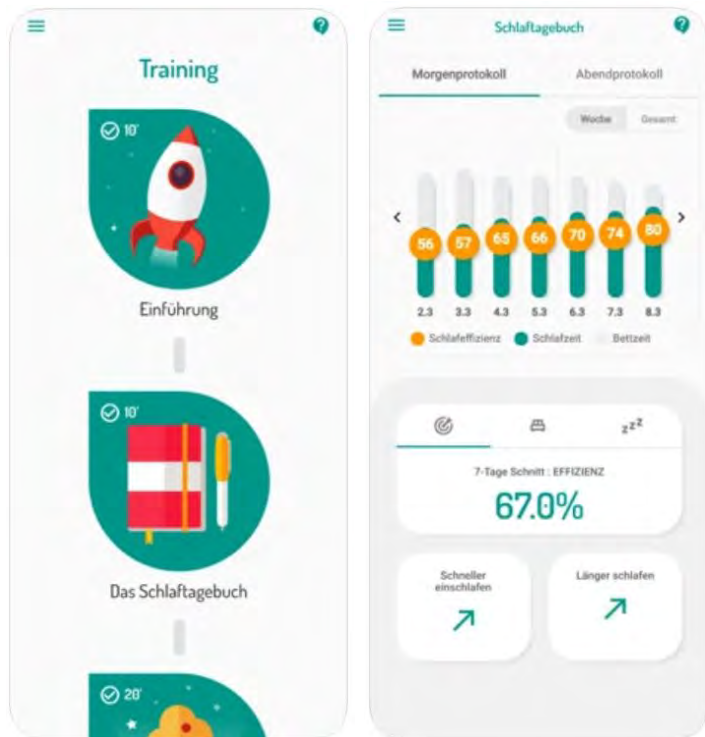 Training
10'
Einführung
10'
Das Schlaftagebuch
20'
Schlaftagebuch
Morgenprotokoll Abendprotokoll
Woche Gesamt
56 57 65 66 70 74 80
2.3 3.3 4.3 5.3 6.3 7.3 8.3
Schlafeffizienz Schlafzeit Bettzeit
zzz
7-Tage Schnitt : EFFIZIENZ
67.0%
Schneller
einschlafen
Länger schlafen